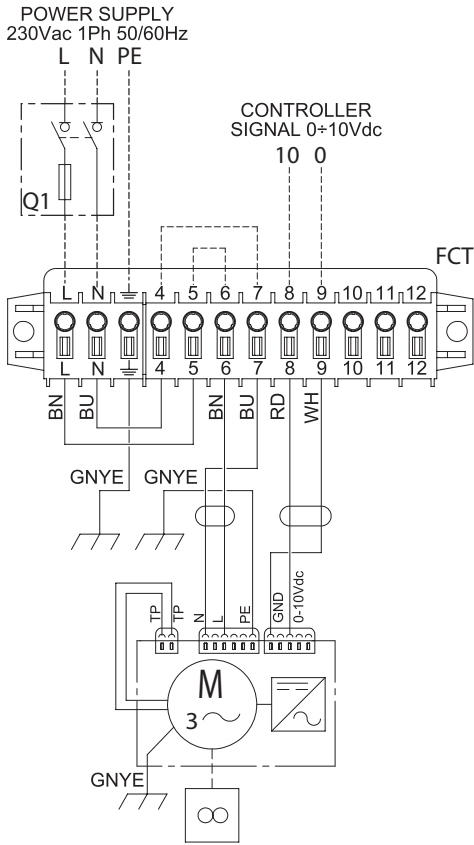 POWER SUPPLY
230Vac 1Ph 50/60Hz
L N PE
CONTROLLER
SIGNAL 0÷10Vdc
10 0
Q1
FCT
L N 4 5 6 7 8 9 10 11 12
L N 4 5 6 7 8 9 10 11 12
BN BU BN BU RD WH
GNYE GNYE
TP TP N L PE GND 0-10Vdc
M
3
GNYE